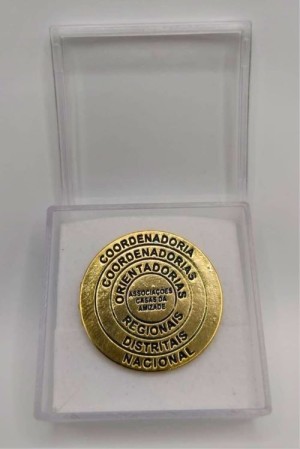 COORDENADORIA
COORDENADORIAS
ORIENTADORIAS
ASSOCIAÇÕES
CASAS DA
AMIZADE
REGIONAIS
DISTRITAIS
NACIONAL